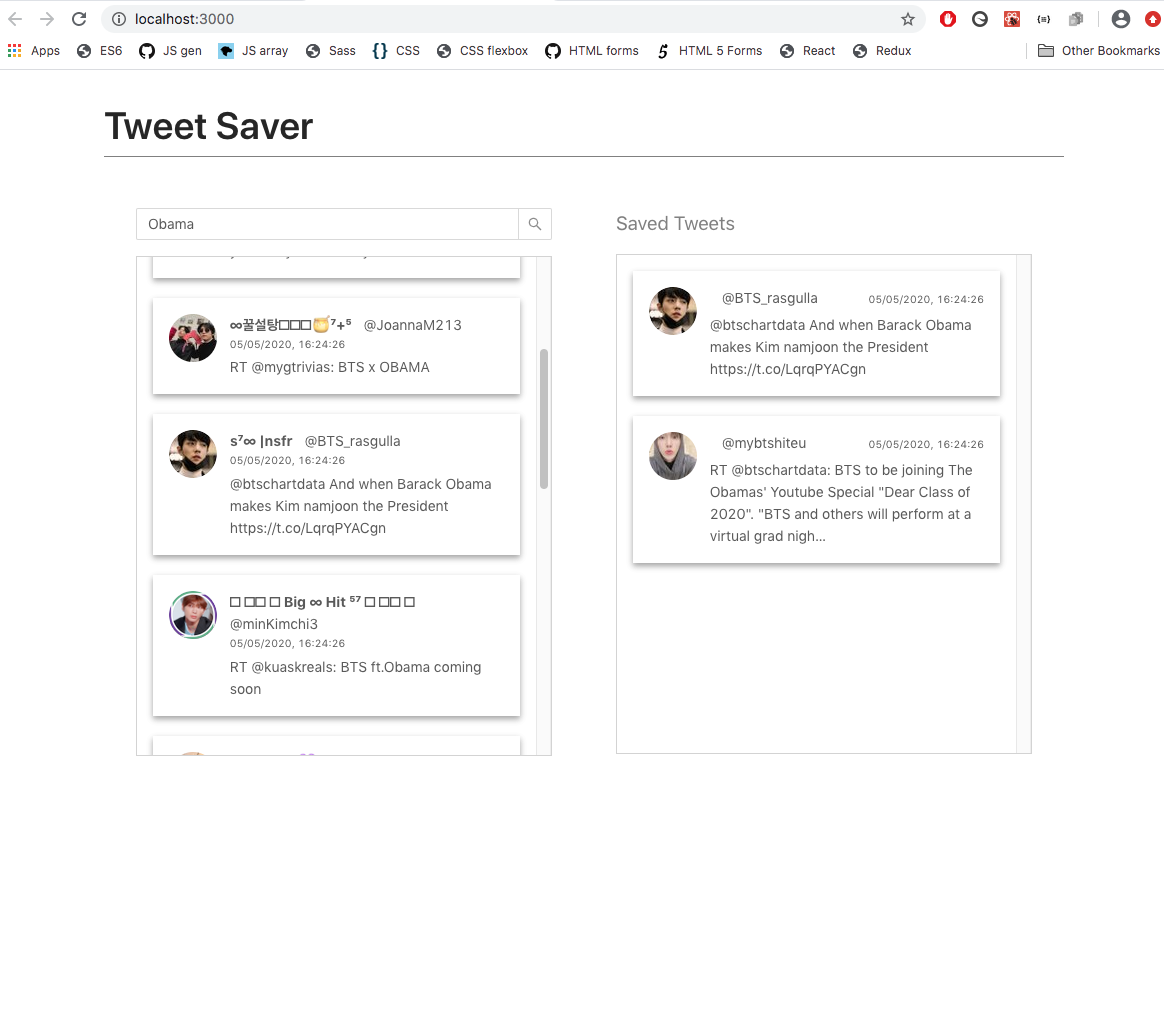 localhost:3000
Apps ES6 JS gen JS array Sass {} CSS CSS flexbox HTML forms 5 HTML 5 Forms React Redux Other Bookmarks
Tweet Saver
Obama
∞꿀설탕□□□🍯⁷+⁵ @JoannaM213
05/05/2020, 16:24:26
RT @mygtrivias: BTS x OBAMA
s⁷∞ |nsfr @BTS_rasgulla
05/05/2020, 16:24:26
@btschartdata And when Barack Obama
makes Kim namjoon the President
https://t.co/LqrqPYACgn
□ □□ □ Big ∞ Hit ⁵⁷ □ □□ □
@minKimchi3
05/05/2020, 16:24:26
RT @kuaskreals: BTS ft.Obama coming
soon
Saved Tweets
@BTS_rasgulla 05/05/2020, 16:24:26
@btschartdata And when Barack Obama
makes Kim namjoon the President
https://t.co/LqrqPYACgn
@mybtshiteu 05/05/2020, 16:24:26
RT @btschartdata: BTS to be joining The
Obamas' Youtube Special "Dear Class of
2020". "BTS and others will perform at a
virtual grad nigh…